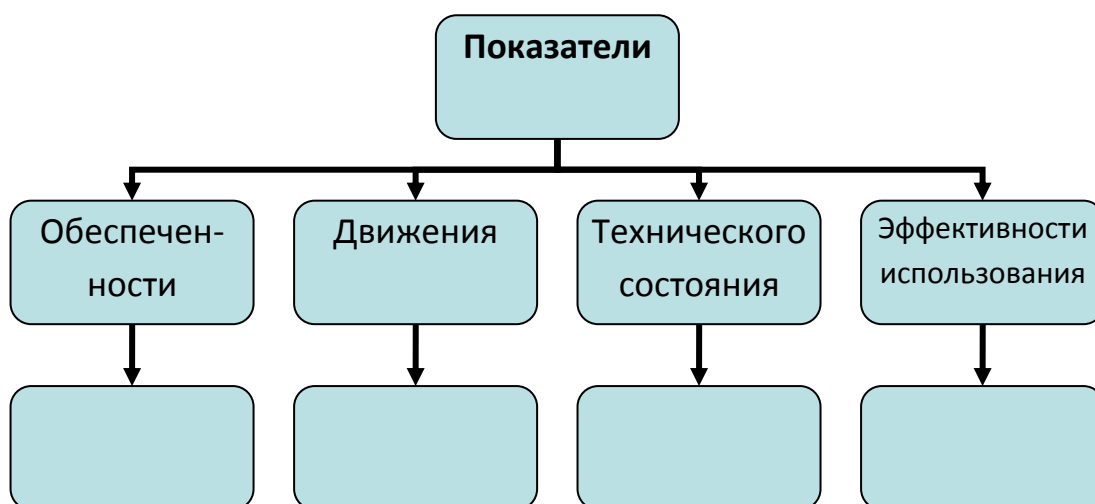 Показатели
Обеспечен-
ности
Движения
Технического
состояния
Эффективности
использования